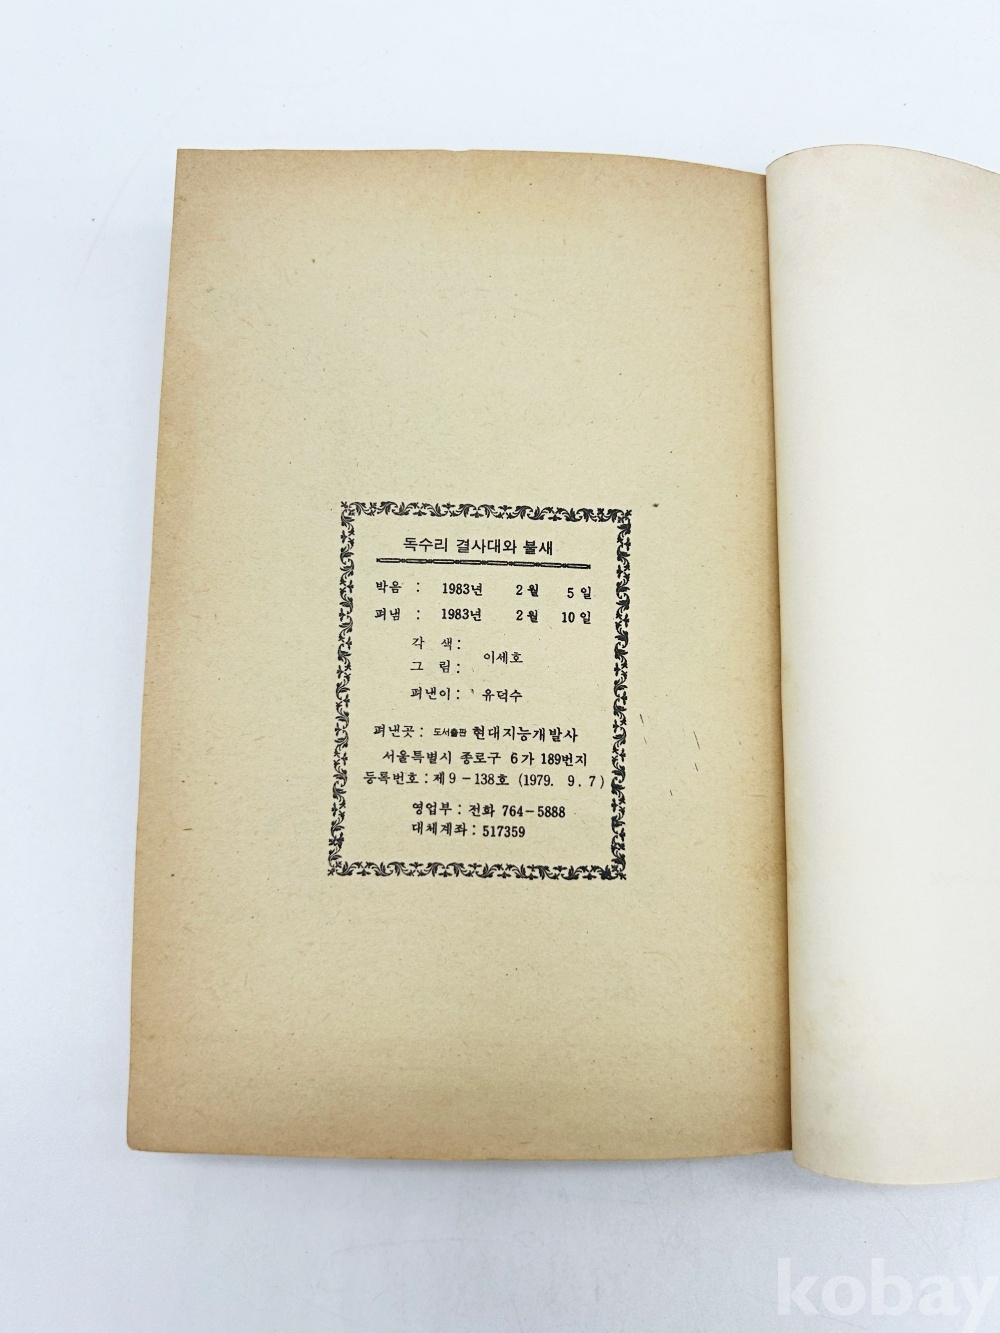 독수리 결사대와 불새
박음 : 1983년 2월 5일
펴냄 : 1983년 2월 10일
각 색 :
이세호
그 림 :
펴낸이 : 유덕수
펴낸곳 : 도서출판 현대지능개발사
서울특별시 종로구 6가 189번지
등록번호 : 제9-138호 (1979. 9. 7)
영업부 : 전화 764-5888
대체계좌 : 517359
kobay